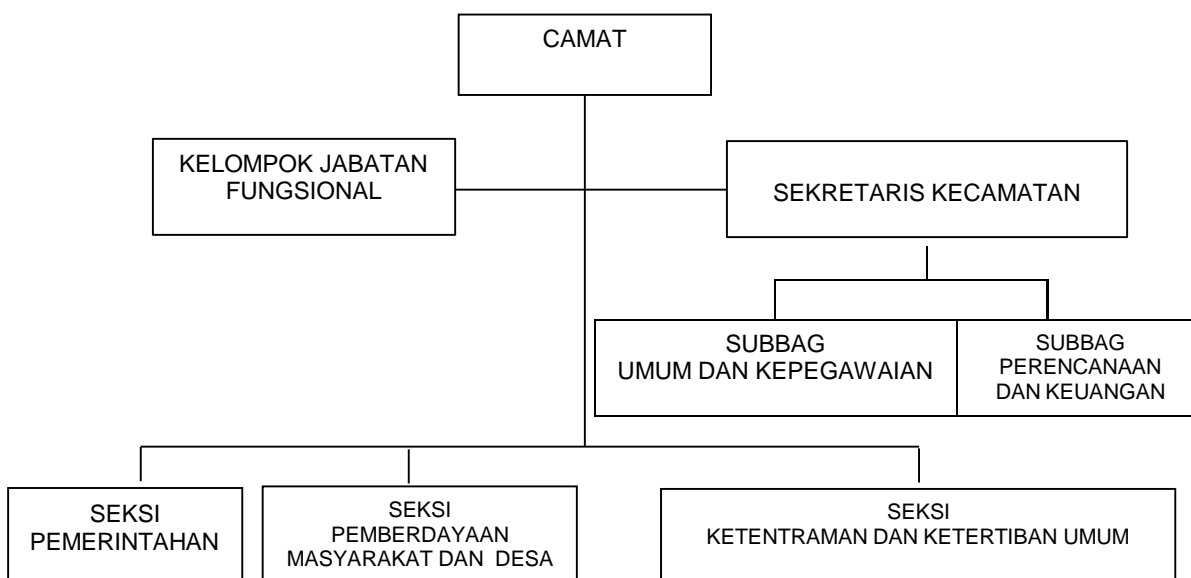 CAMAT
KELOMPOK JABATAN
FUNGSIONAL
SEKRETARIS KECAMATAN
SUBBAG
UMUM DAN KEPEGAWAIAN
SUBBAG
PERENCANAAN
DAN KEUANGAN
SEKSI
PEMERINTAHAN
SEKSI
PEMBERDAYAAN
MASYARAKAT DAN DESA
SEKSI
KETENTRAMAN DAN KETERTIBAN UMUM